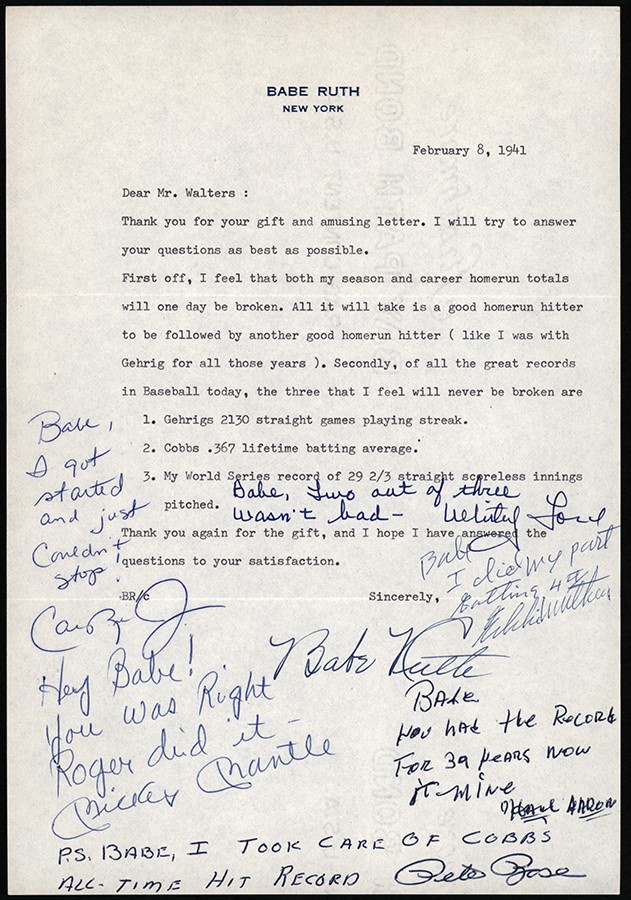 BABE RUTH
NEW YORK
February 8, 1941
Dear Mr. Walters :
Thank you for your gift and amusing letter. I will try to answer
your questions as best as possible.
First off, I feel that both my season and career homerun totals
will one day be broken. All it will take is a good homerun hitter
to be followed by another good homerun hitter ( like I was with
Gehrig for all those years ). Secondly, of all the great records
in Baseball today, the three that I feel will never be broken are
1. Gehrigs 2130 straight games playing streak.
2. Cobbs .367 lifetime batting average.
3. My World Series record of 29 2/3 straight scoreless innings
pitched.
Babe, Two out of three
wasn't bad- Whitey Ford
Thank you again for the gift, and I hope I have answered the
questions to your satisfaction.
BR/c
Sincerely,
Babe Ruth
Babe,
I got
started
and just
Couldn't
stop!
Cal Ripken Jr.
Babe
I did my part
batting 4th
Hey Babe!
You was Right
Roger did it -
Mickey Mantle
BABE
you had the Record
For 39 years now
it-mine
Hank AARON
P.S. BABE, I TOOK CARE OF COBBS
ALL-TIME HIT RECORD Pete Rose